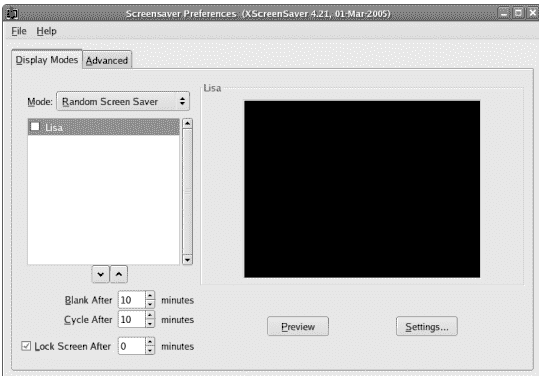 Screensaver Preferences (XScreenSaver 4.21, 01-Mar-2005)
File Help
Display Modes Advanced
Mode: Random Screen Saver
Lisa
Lisa
Blank After 10 minutes
Cycle After 10 minutes
Lock Screen After 0 minutes
Preview Settings...